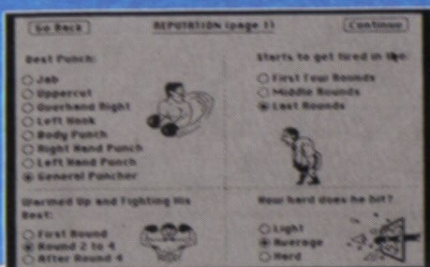 Go Back
REPUTATION (page 1)
Continue
Best Punch:
Jab
Uppercut
Overhand Right
Left Hook
Body Punch
Right Hand Punch
Left Hand Punch
General Puncher
Starts to get tired in the:
First Few Rounds
Middle Rounds
Last Rounds
Warmed Up and Fighting His
Best:
First Round
Round 2 to 4
After Round 4
How hard does he hit?
Light
Average
Hard